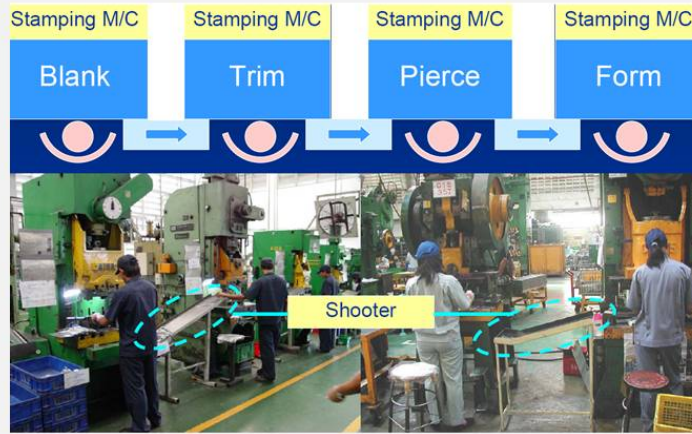 Stamping M/C
Stamping M/C
Stamping M/C
Stamping M/C
Blank
Trim
Pierce
Form
Shooter